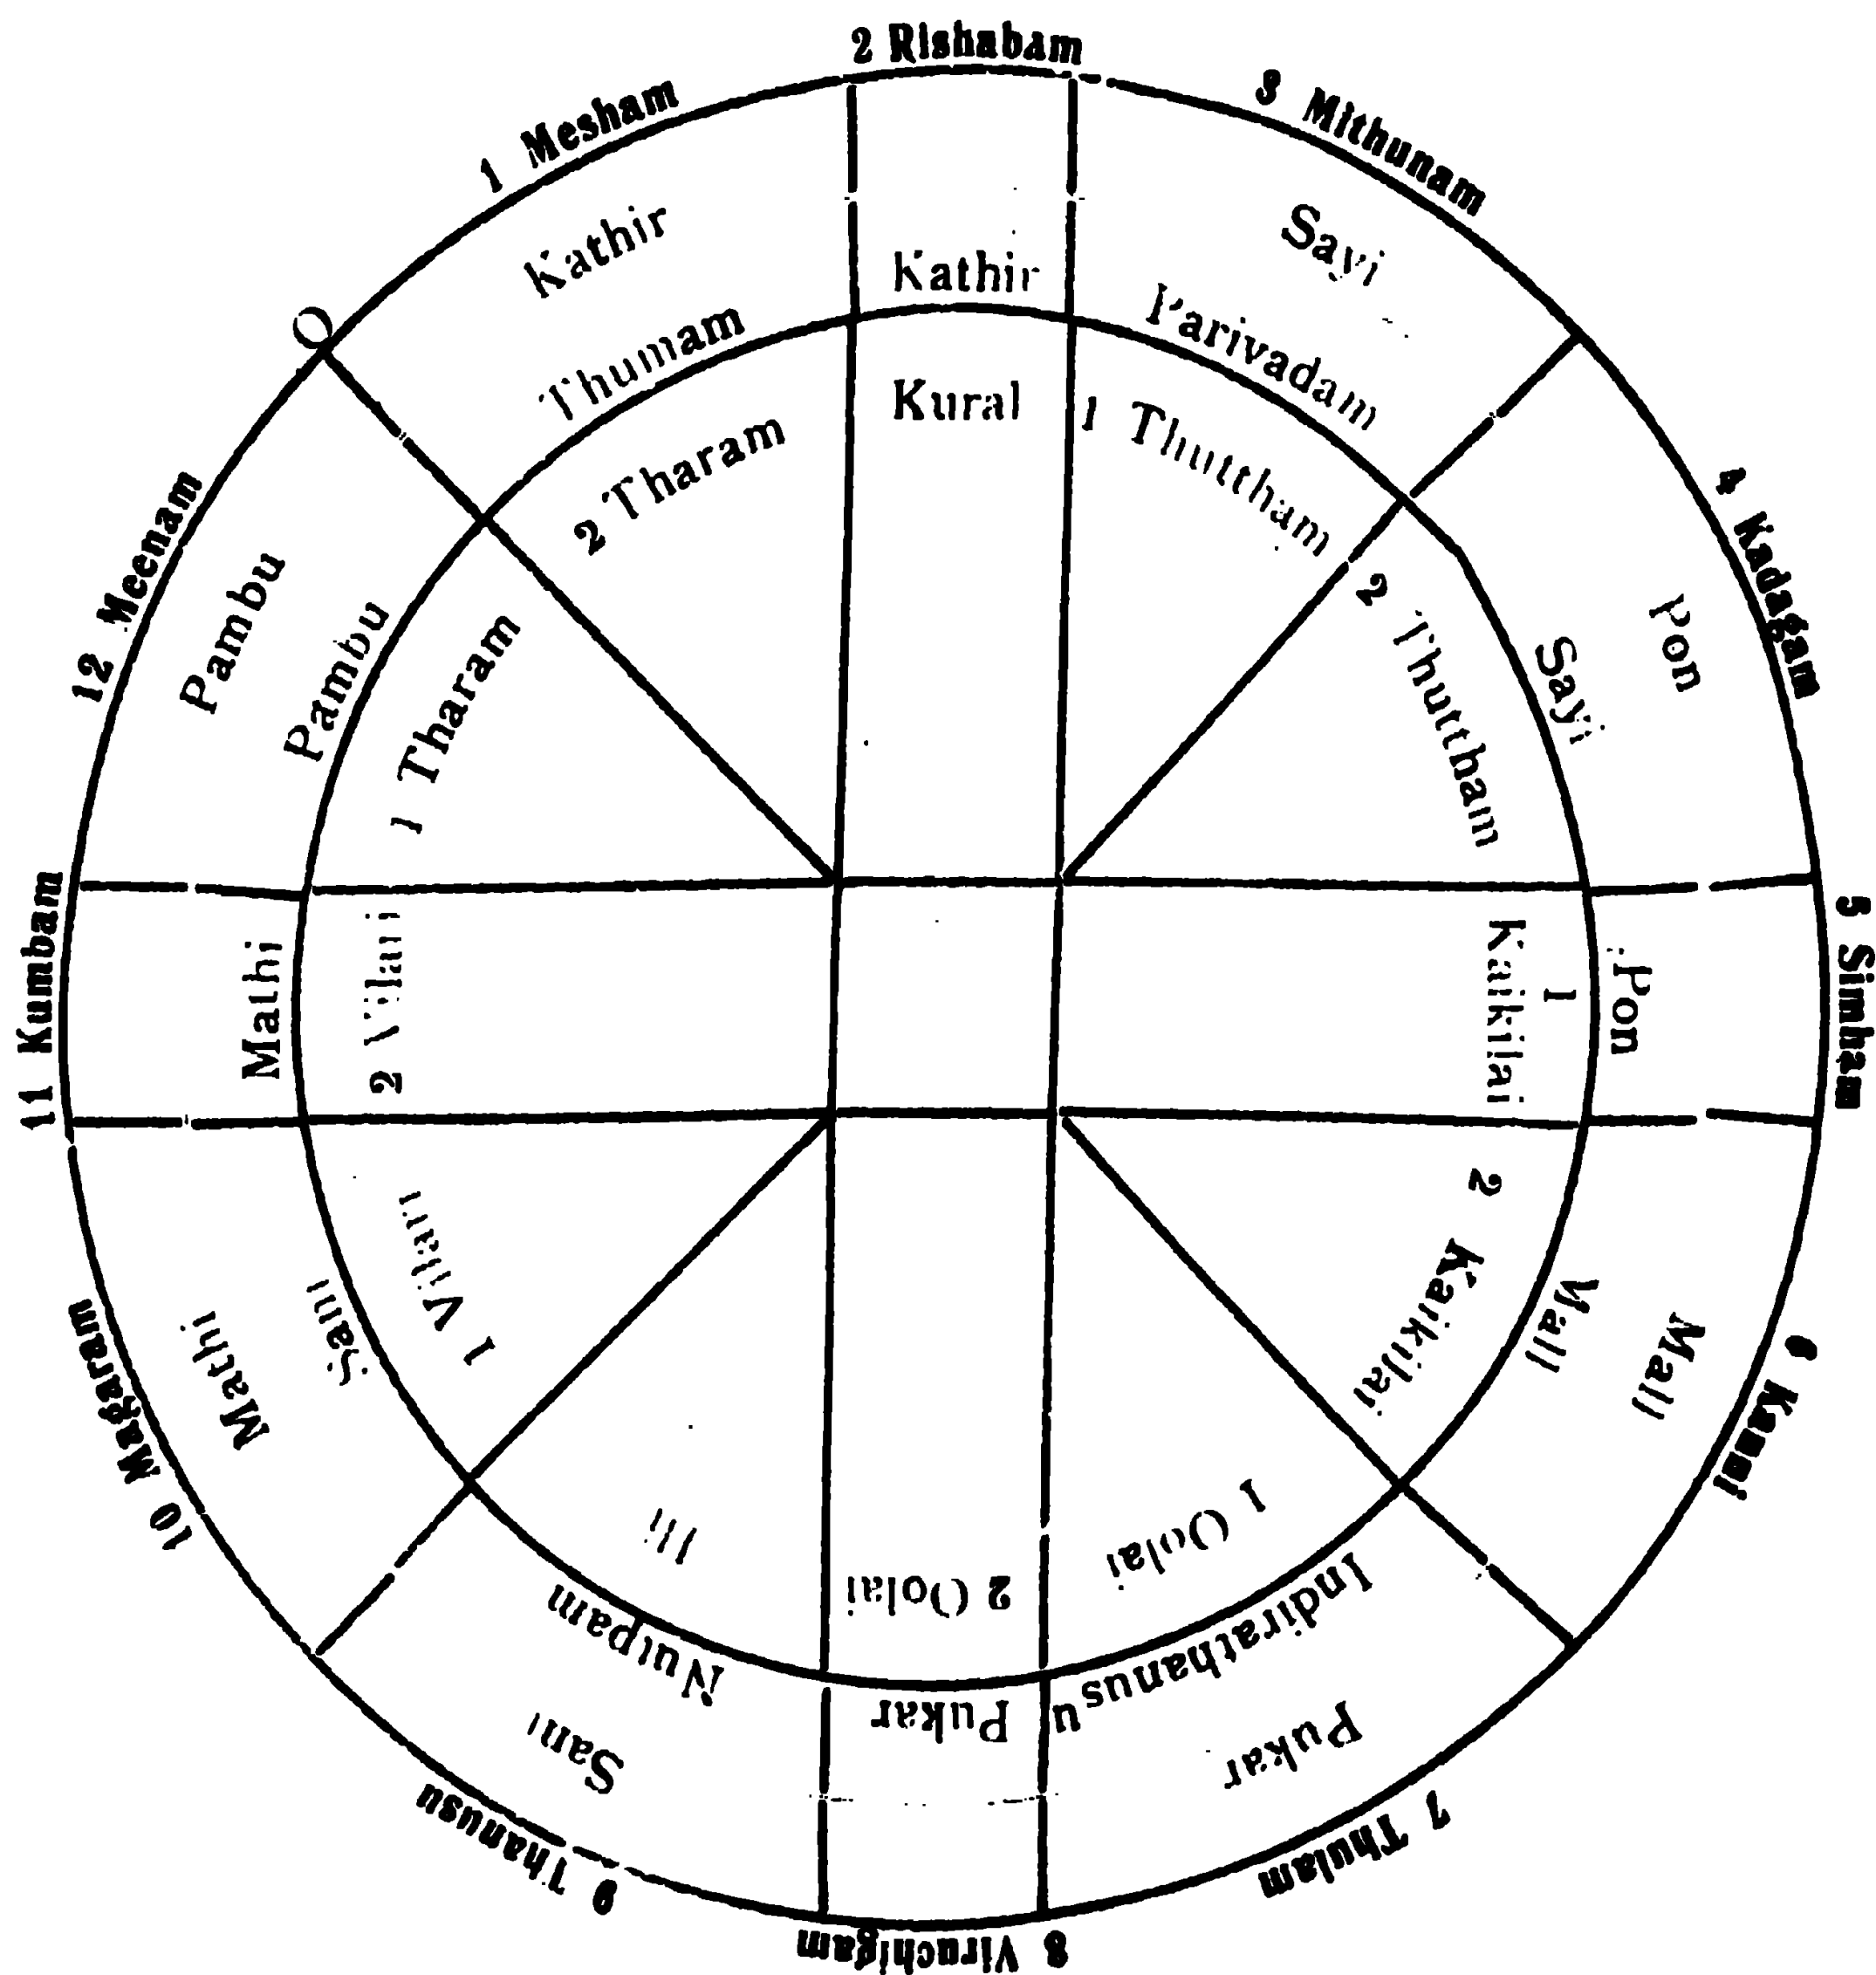 1 Mesham
Kathir
Thumam
2 Tharam
2 Rishabam
Kathir
Kural
3 Mithunam
Sayi
Parivadam
1 Thuttham
4 Kadagam
Pon
Sayi
2 Thuttham
5 Simham
Pon
1
Kaikilai
6 Kanni
Mall
Mall
2 Kaikilai
7 Thulam
Pukar
Indirathanusu
1 Oolai
8 Viruchigam
Pukar
2 Oolai
9 Thanusu
Sani
Nutpam
Ili
10 Magaram
Mathi
Sani
1 Vilari
11 Kumbam
Mathi
2 Vilari
12 Meenam
Pambu
Pambu
1 Tharam